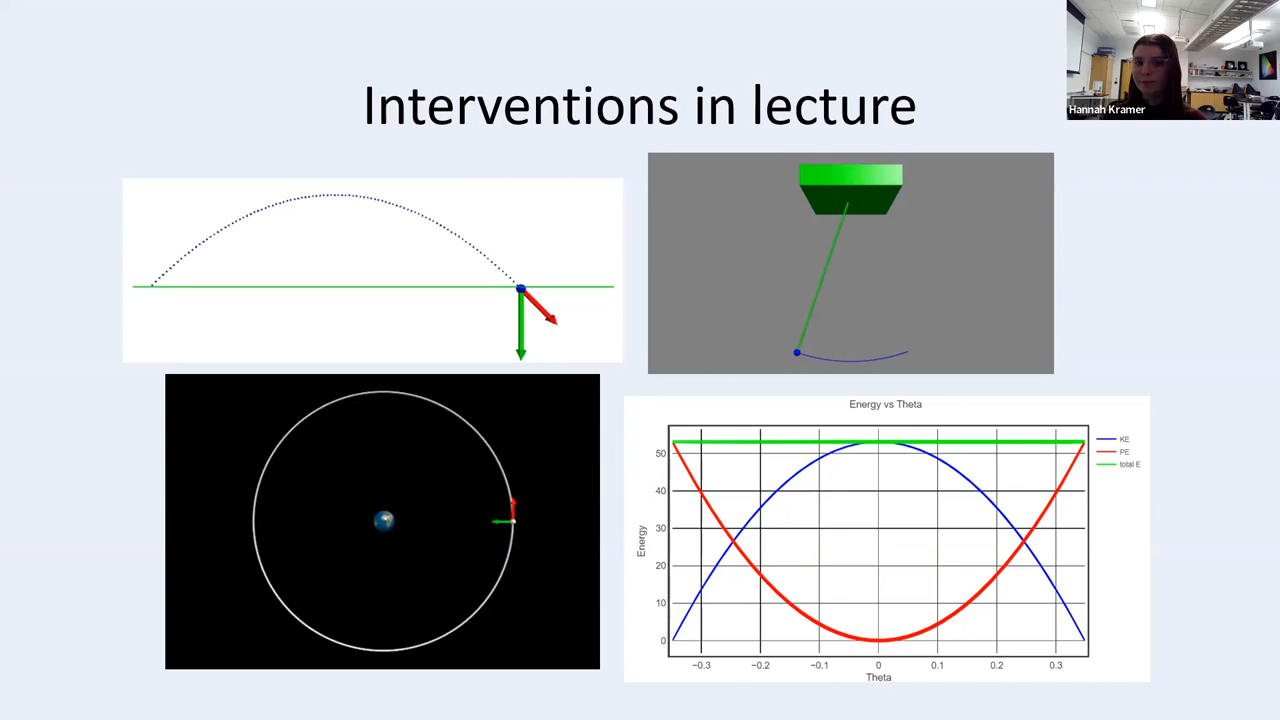 Interventions in lecture
Hannah Kramer
Energy vs Theta
KE
PE
total E
50
40
30
20
10
0
Energy
−0.3
−0.2
−0.1
0
0.1
0.2
0.3
Theta